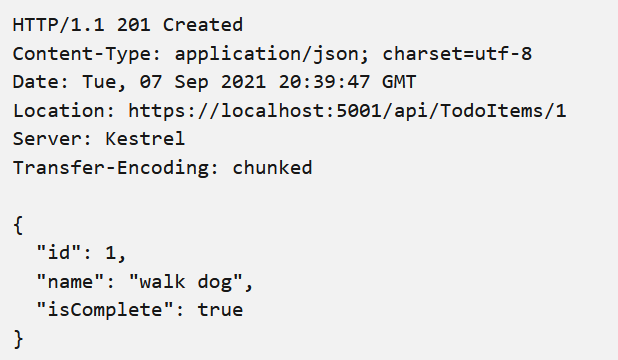 HTTP/1.1 201 Created
Content-Type: application/json; charset=utf-8
Date: Tue, 07 Sep 2021 20:39:47 GMT
Location: https://localhost:5001/api/TodoItems/1
Server: Kestrel
Transfer-Encoding: chunked

{
  "id": 1,
  "name": "walk dog",
  "isComplete": true
}